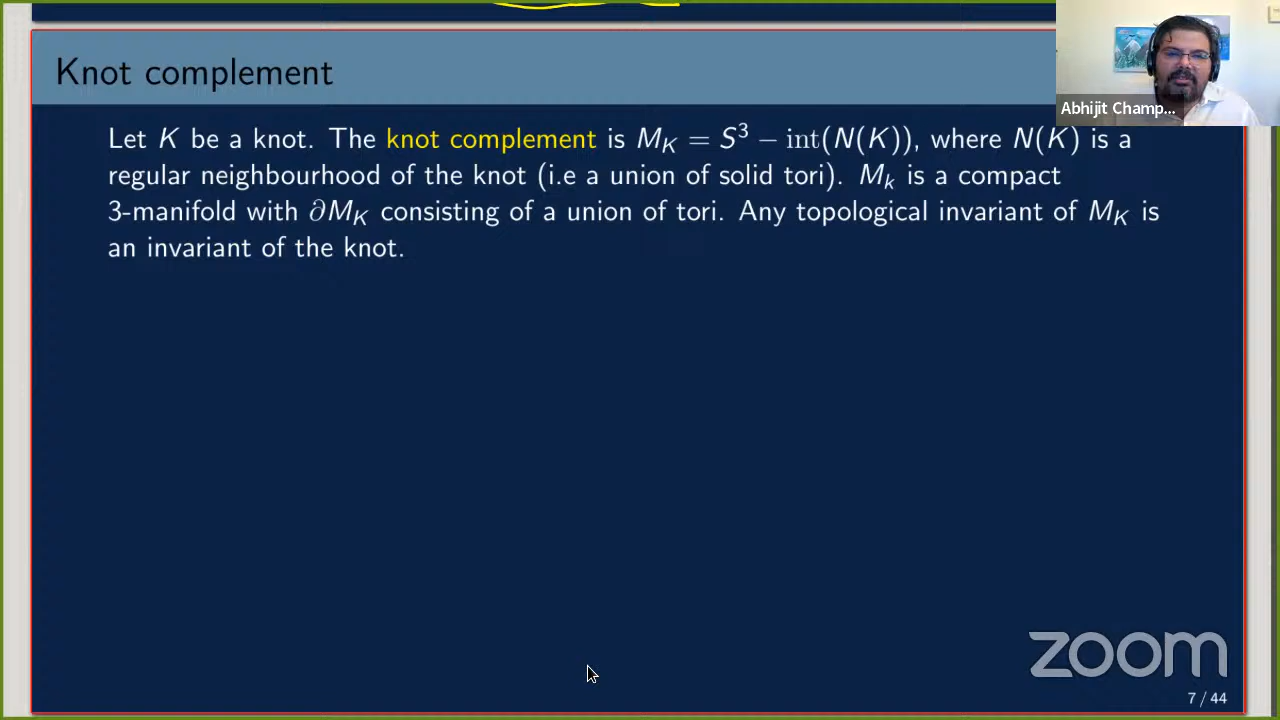 Knot complement
Abhijit Champ...
Let K be a knot. The knot complement is M_K = S^3 − int(N(K)), where N(K) is a
regular neighbourhood of the knot (i.e a union of solid tori). M_k is a compact
3-manifold with ∂M_K consisting of a union of tori. Any topological invariant of M_K is
an invariant of the knot.
zoom
7 / 44